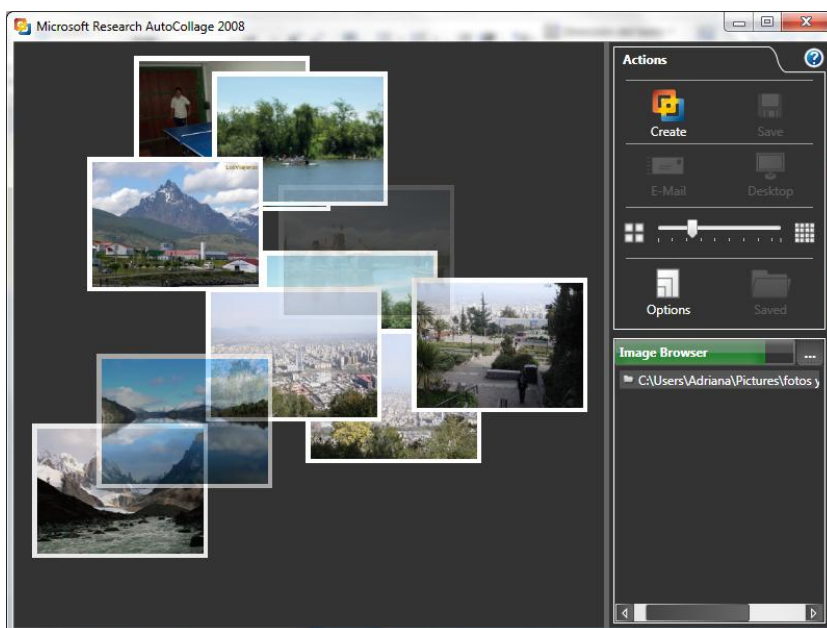 Microsoft Research AutoCollage 2008
Actions
Create
Save
E-Mail
Desktop
Options
Saved
Image Browser
...
C:\Users\Adriana\Pictures\fotos y